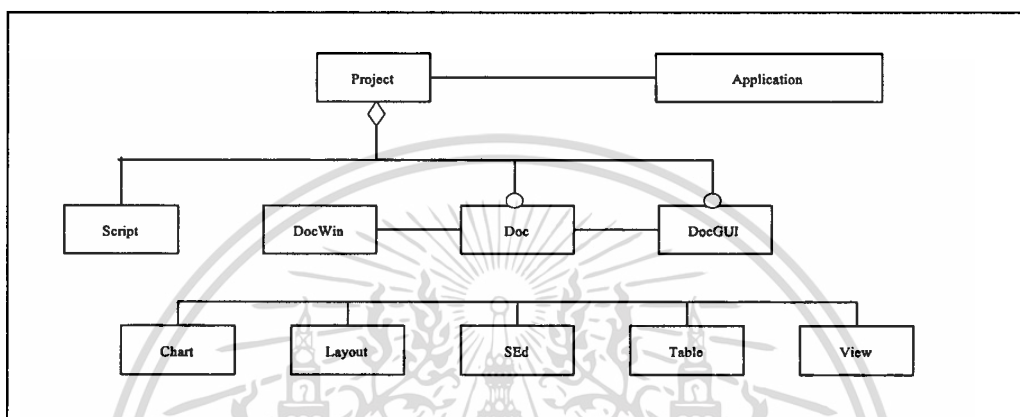 Project Application
Script DocWin Doc DocGUI
Chart Layout SEd Table View